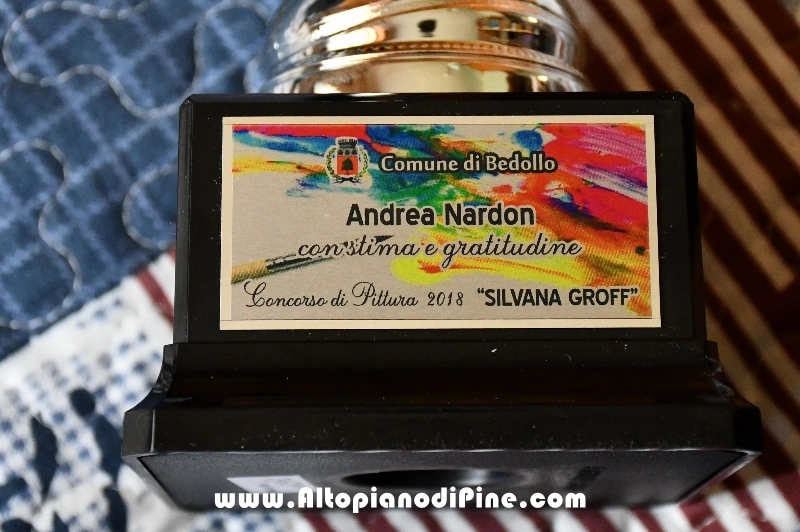 Comune di Bedollo
Andrea Nardon
con stima e gratitudine
Concorso di Pittura 2018 "SILVANA GROFF"
www.AltopianodiPine.com